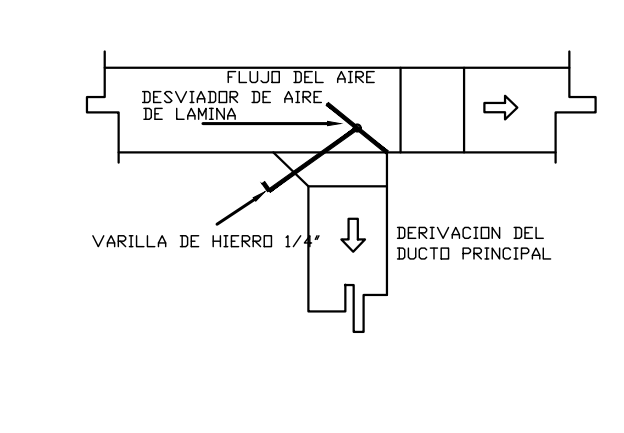 FLUJO DEL AIRE
DESVIADOR DE AIRE
DE LAMINA
VARILLA DE HIERRO 1/4"
DERIVACION DEL
DUCTO PRINCIPAL